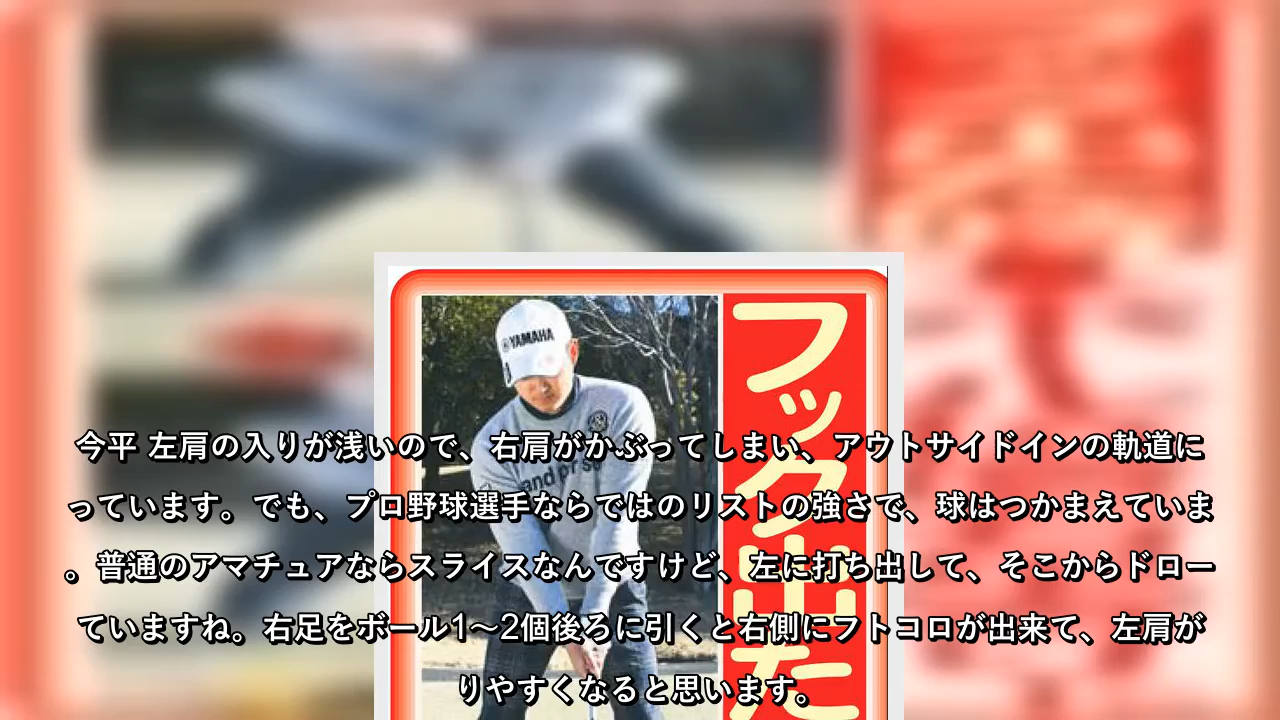 YAMAHA
and prsg
フック出た
今平 左肩の入りが浅いので、右肩がかぶってしまい、アウトサイドインの軌道に
っています。でも、プロ野球選手ならではのリストの強さで、球はつかまえていま
。普通のアマチュアならスライスなんですけど、左に打ち出して、そこからドロー
ていますね。右足をボール1〜2個後ろに引くと右側にフトコロが出来て、左肩が
りやすくなると思います。